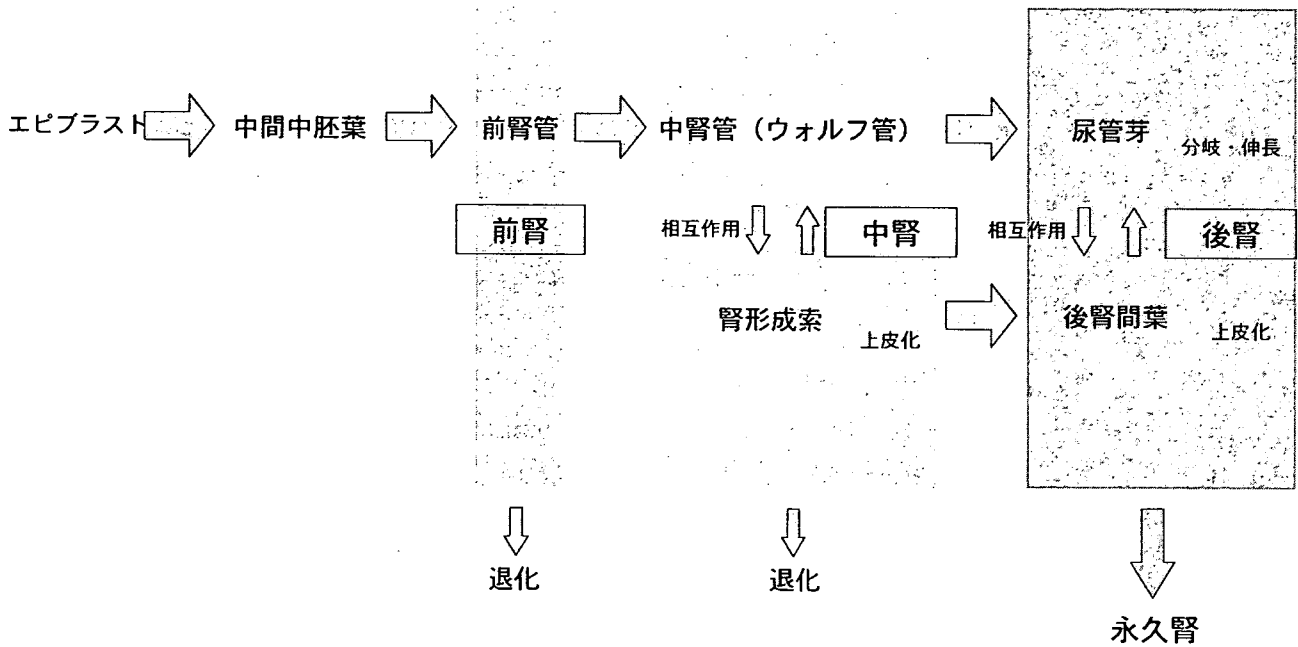 エピブラスト
中間中胚葉
前腎管
中腎管（ウォルフ管）
尿管芽
分岐・伸長
前腎
相互作用
中腎
相互作用
後腎
腎形成索
上皮化
後腎間葉
上皮化
退化
退化
永久腎